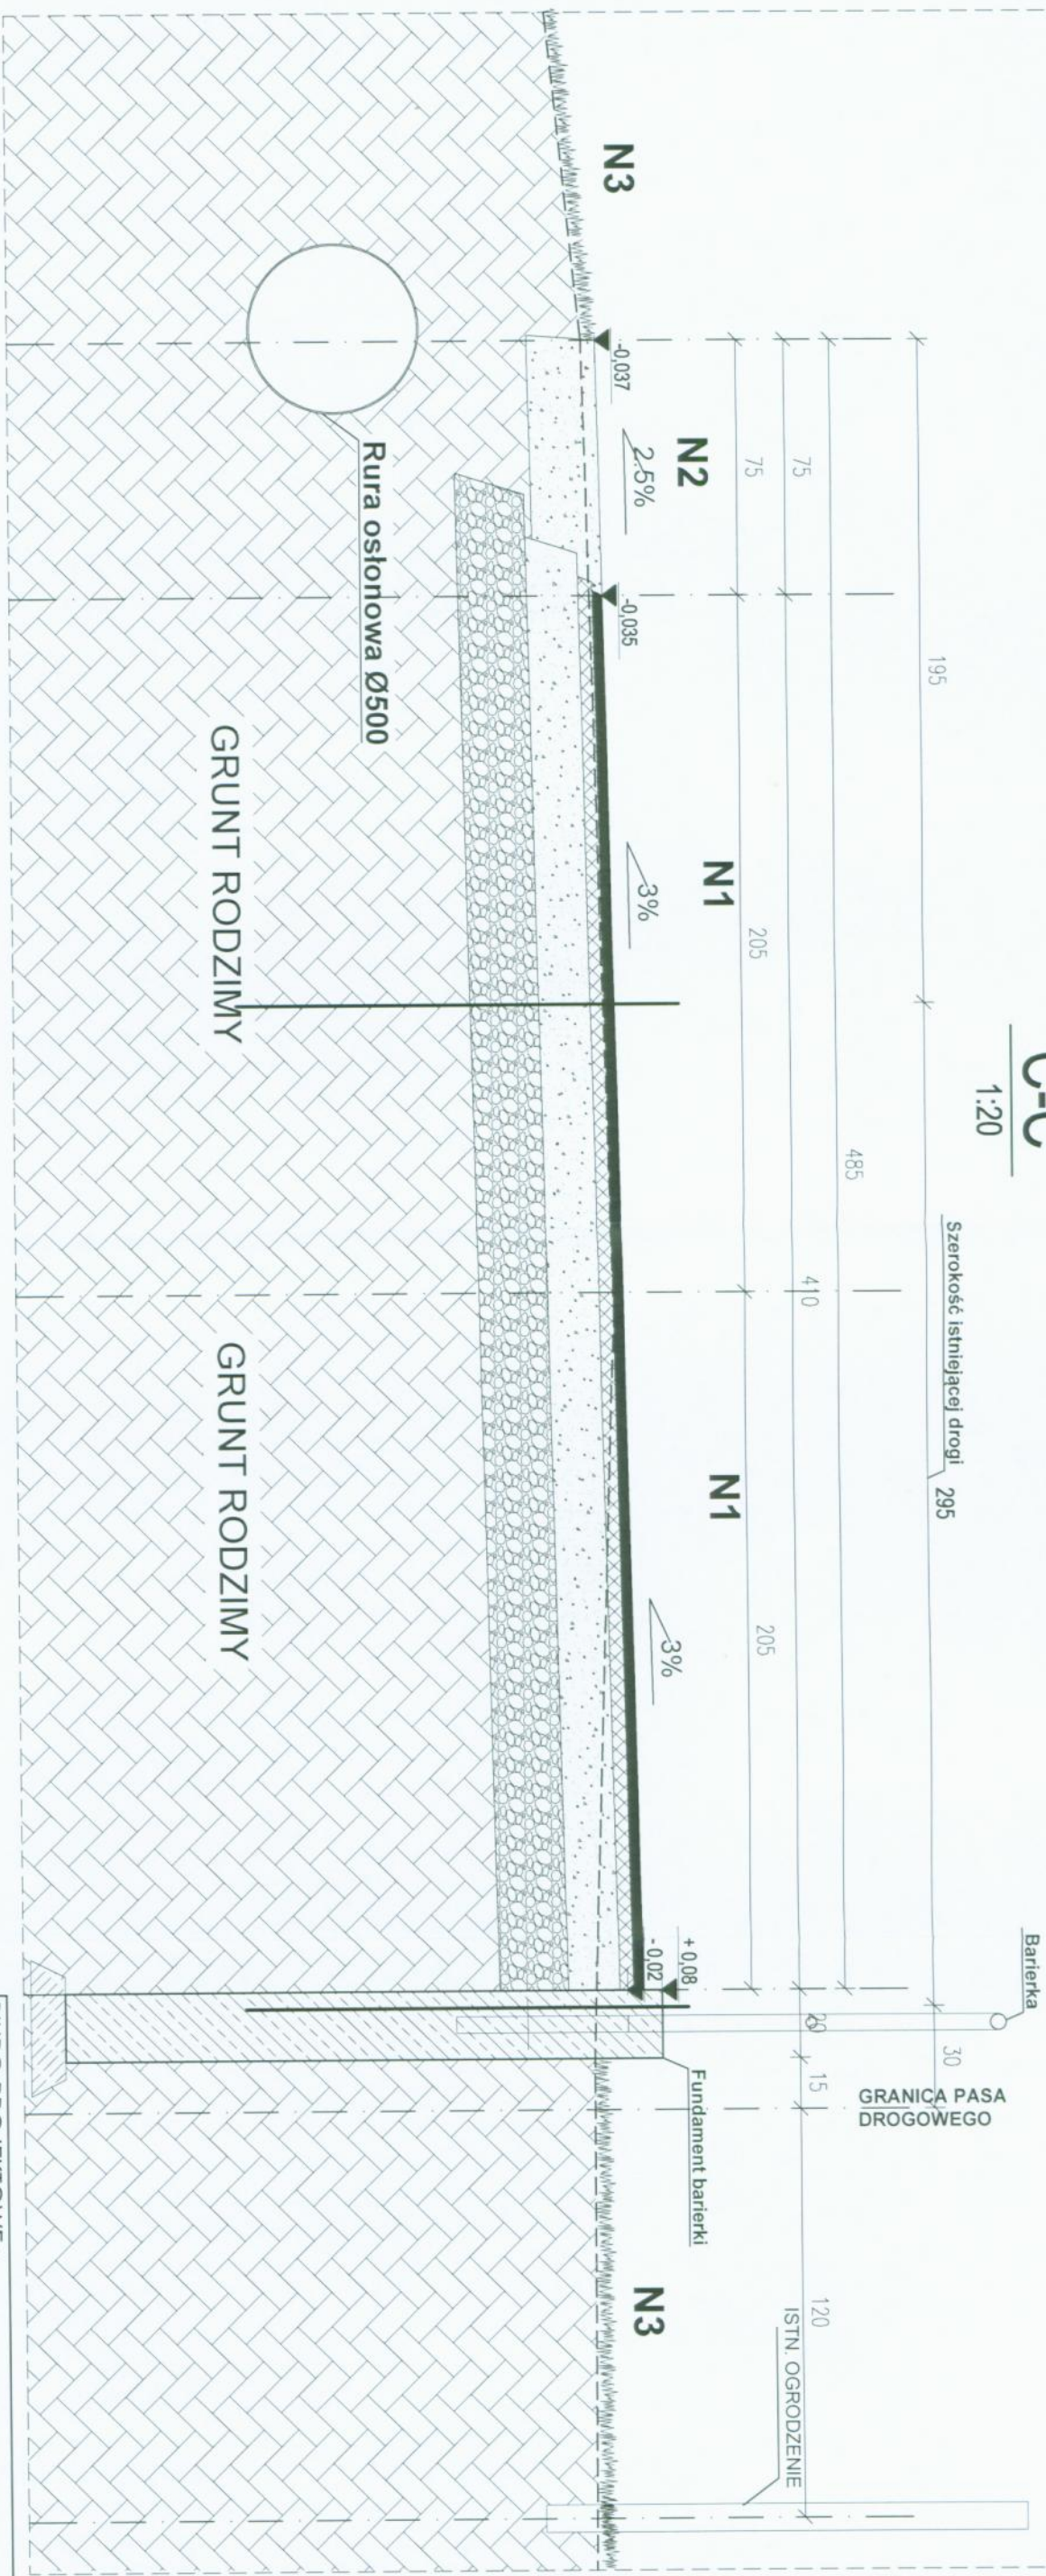 C-C
1:20
Barierka
195
Szerokość istniejącej drogi
295
30
GRANICA PASA
DROGOWEGO
485
75
410
20
15
120
ISTN. OGRODZENIE
75
205
205
N3
N2
N1
N1
N3
-0,037
2.5%
-0,035
3%
3%
+ 0,08
- 0,02
Fundament barierki
Rura osłonowa Ø500
GRUNT RODZIMY
GRUNT RODZIMY